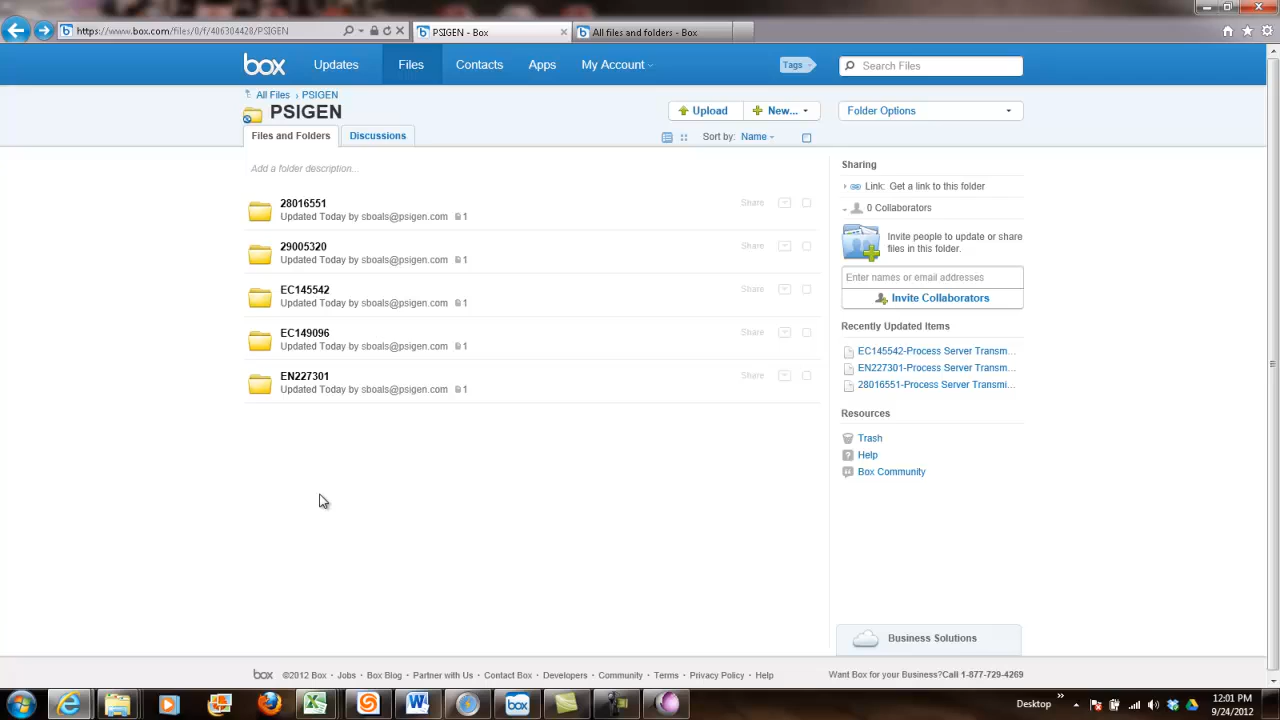 https://www.box.com/files/0/f/406304428/PSIGEN
PSIGEN - Box
All files and folders - Box
box
Updates
Files
Contacts
Apps
My Account
Tags
Search Files
All Files › PSIGEN
PSIGEN
Upload
New...
Folder Options
Files and Folders
Discussions
Sort by: Name
Add a folder description...
28016551
Updated Today by sboals@psigen.com 1
Share
29005320
Updated Today by sboals@psigen.com 1
Share
EC145542
Updated Today by sboals@psigen.com 1
Share
EC149096
Updated Today by sboals@psigen.com 1
Share
EN227301
Updated Today by sboals@psigen.com 1
Share
Sharing
Link: Get a link to this folder
0 Collaborators
Invite people to update or share
files in this folder.
Enter names or email addresses
Invite Collaborators
Recently Updated Items
EC145542-Process Server Transm...
EN227301-Process Server Transm...
28016551-Process Server Transmi...
Resources
Trash
Help
Box Community
Business Solutions
box ©2012 Box · Jobs · Box Blog · Partner with Us · Contact Box · Developers · Community · Terms · Privacy Policy · Help
Want Box for your Business?Call 1-877-729-4269
Desktop
12:01 PM
9/24/2012